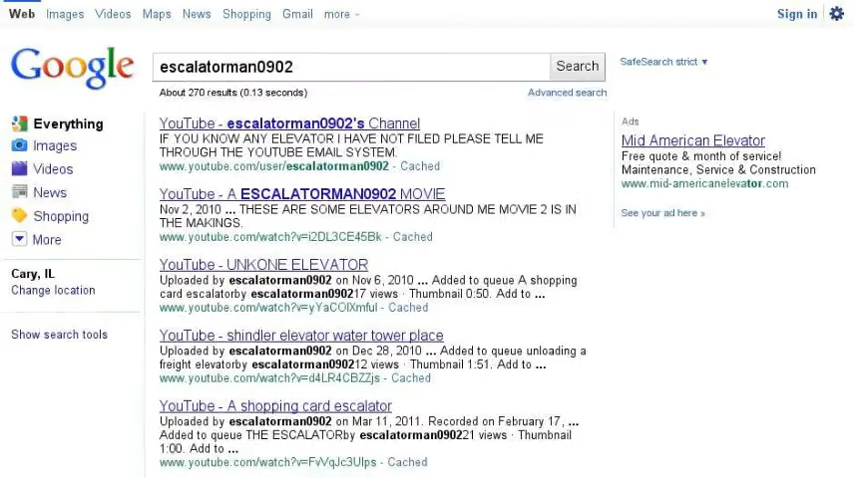 Web Images Videos Maps News Shopping Gmail more Sign in
Google
escalatorman0902 Search
SafeSearch strict ▼
About 270 results (0.13 seconds) Advanced search
Everything
Images
Videos
News
Shopping
More
Cary, IL
Change location
Show search tools
YouTube - escalatorman0902's Channel
IF YOU KNOW ANY ELEVATOR I HAVE NOT FILED PLEASE TELL ME
THROUGH THE YOUTUBE EMAIL SYSTEM.
www.youtube.com/user/escalatorman0902 - Cached
YouTube - A ESCALATORMAN0902 MOVIE
Nov 2, 2010 ... THESE ARE SOME ELEVATORS AROUND ME MOVIE 2 IS IN
THE MAKINGS.
www.youtube.com/watch?v=i2DL3CE45Bk - Cached
YouTube - UNKONE ELEVATOR
Uploaded by escalatorman0902 on Nov 6, 2010 ... Added to queue A shopping
card escalatorby escalatorman090217 views · Thumbnail 0:50. Add to ...
www.youtube.com/watch?v=yYaCOlXmfuI - Cached
YouTube - shindler elevator water tower place
Uploaded by escalatorman0902 on Dec 28, 2010 ... Added to queue unloading a
freight elevatorby escalatorman090212 views · Thumbnail 1:51. Add to ...
www.youtube.com/watch?v=d4LR4CBZZjs - Cached
YouTube - A shopping card escalator
Uploaded by escalatorman0902 on Mar 11, 2011. Recorded on February 17, ...
Added to queue THE ESCALATORby escalatorman090221 views · Thumbnail
1:00. Add to ...
www.youtube.com/watch?v=FvVqJc3UIps - Cached
Ads
Mid American Elevator
Free quote & month of service!
Maintenance, Service & Construction
www.mid-americanelevator.com
See your ad here »